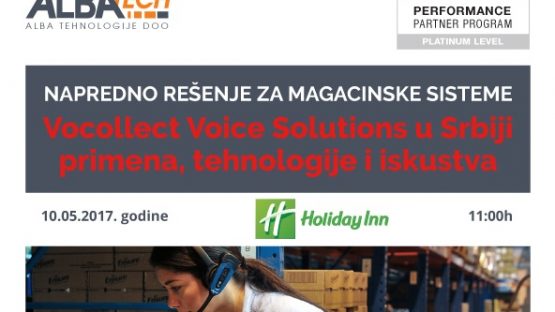 ALBATECH
ALBA TEHNOLOGIJE DOO
PERFORMANCE
PARTNER PROGRAM
PLATINUM LEVEL
NAPREDNO REŠENJE ZA MAGACINSKE SISTEME
Vocollect Voice Solutions u Srbiji
primena, tehnologije i iskustva
10.05.2017. godine
H Holiday Inn
11:00h